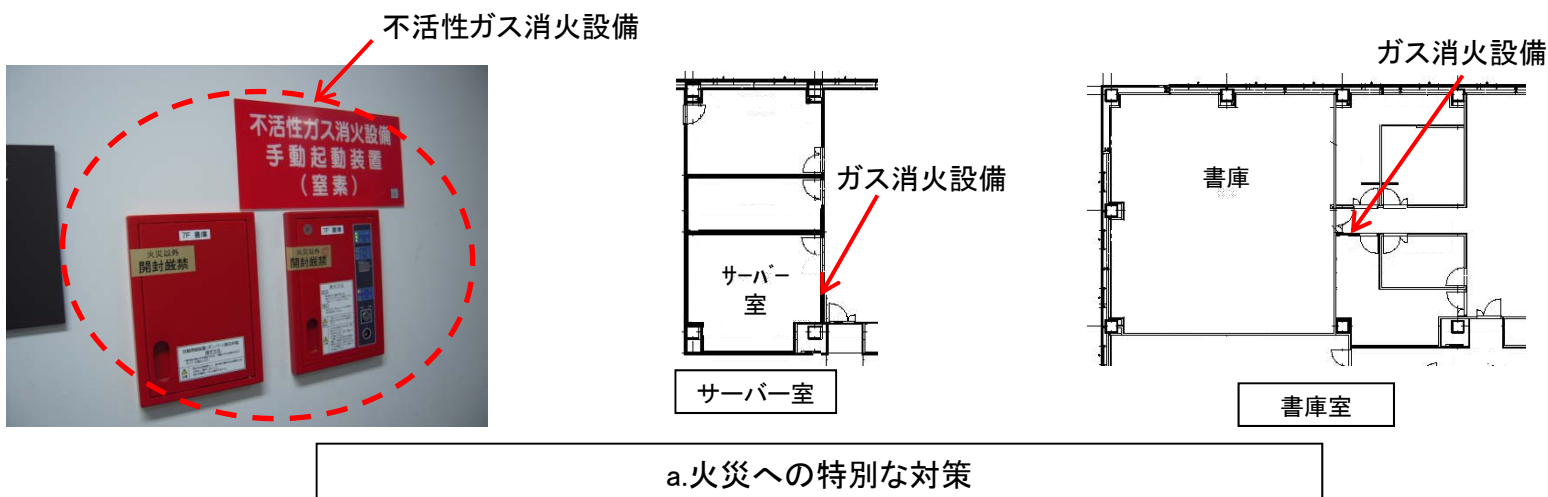 不活性ガス消火設備
不活性ガス消火設備
手動起動装置
(窒素)
7F 書庫
火災以外
開封厳禁
7F 書庫
火災以外
開封厳禁
ガス消火設備
サーバー
室
サーバー室
ガス消火設備
書庫
書庫室
a.火災への特別な対策